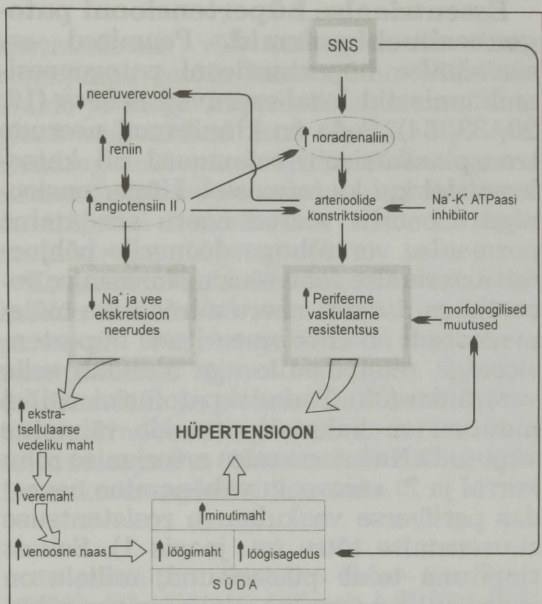 SNS
↓ neeruverevool
↑ reniin
↑ noradrenaliin
↑ angiotensiin II
arterioolide
konstriktsioon
Na⁺-K⁺ ATPaasi
inhibiitor
↓ Na⁺ ja vee
ekskretsioon
neerudes
↑ Perifeerne
vaskulaarne
resistentsus
morfoloogilised
muutused
↑ ekstra-
tsellulaarse
vedeliku maht
HÜPERTENSIOON
↑ veremaht
↑ minutimaht
↑ venoosne naas
↑ löögimaht
↑ löögisagedus
SÜDA